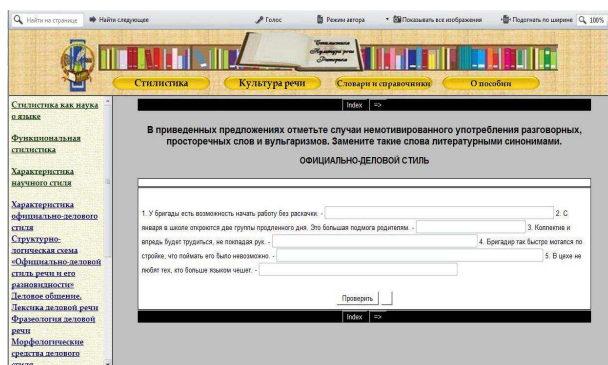 Найти на странице
Найти следующее
Голос
Режим автора
Показывать все изображения
Подогнать по ширине
100%
Стилистика
Культура речи
Риторика
Стилистика
Культура речи
Словари и справочники
О пособии
Стилистика как наука
о языке
Функциональная
стилистика
Характеристика
научного стиля
Характеристика
официально-делового
стиля
Структурно-
логическая схема
«Официально-деловой
стиль речи и его
разновидности»
Деловое общение.
Лексика деловой речи
Фразеология деловой
речи
Морфологические
средства делового
стиля
Index =>
В приведенных предложениях отметьте случаи немотивированного употребления разговорных,
просторечных слов и вульгаризмов. Замените такие слова литературными синонимами.
ОФИЦИАЛЬНО-ДЕЛОВОЙ СТИЛЬ
1. У бригады есть возможность начать работу без раскачки. - 2. С
января в школе откроются две группы продленного дня. Это большая подмога родителям. - 3. Коллектив и
впредь будет трудиться, не покладая рук. - 4. Бригадир так быстро мотался по
стройке, что поймать его было невозможно. - 5. В цехе не
любят тех, кто больше языком чешет. -
Проверить
Index =>